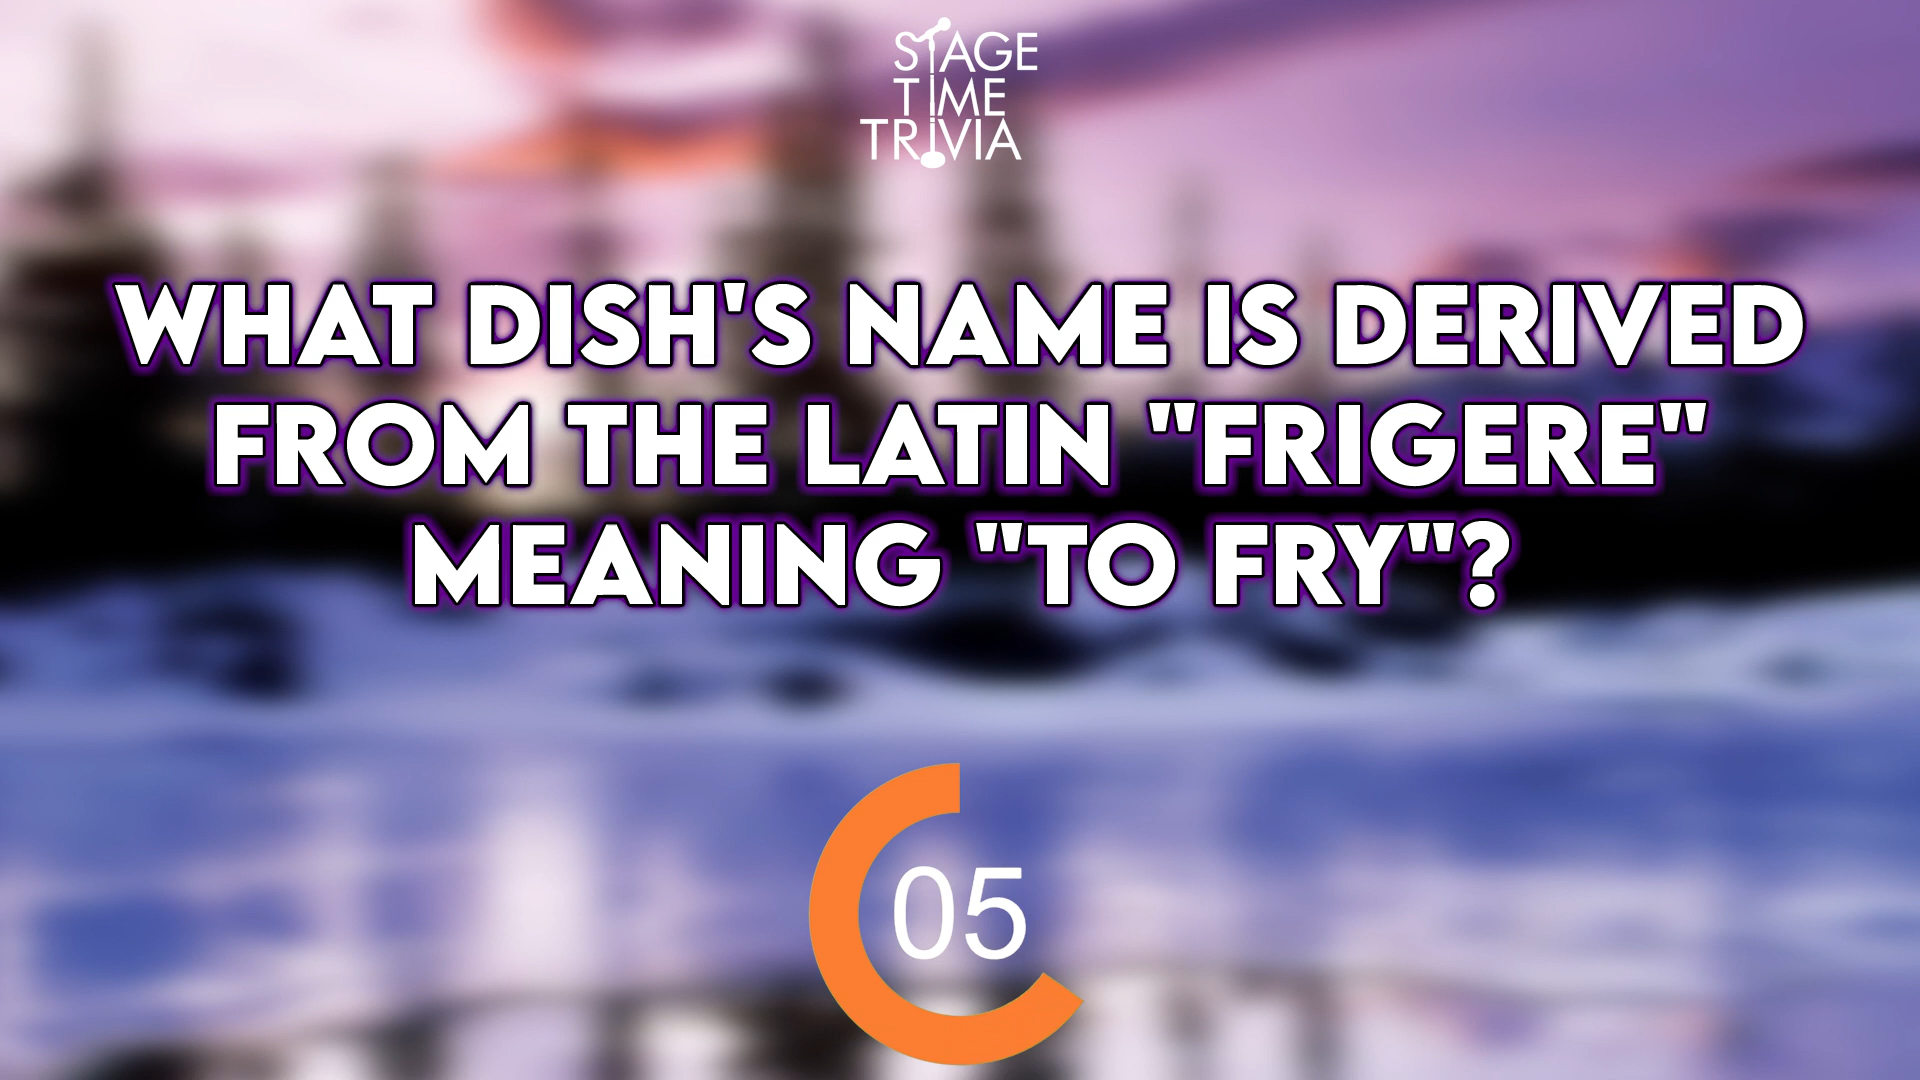 STAGE
TIME
TRIVIA
WHAT DISH'S NAME IS DERIVED
FROM THE LATIN "FRIGERE"
MEANING "TO FRY"?
05